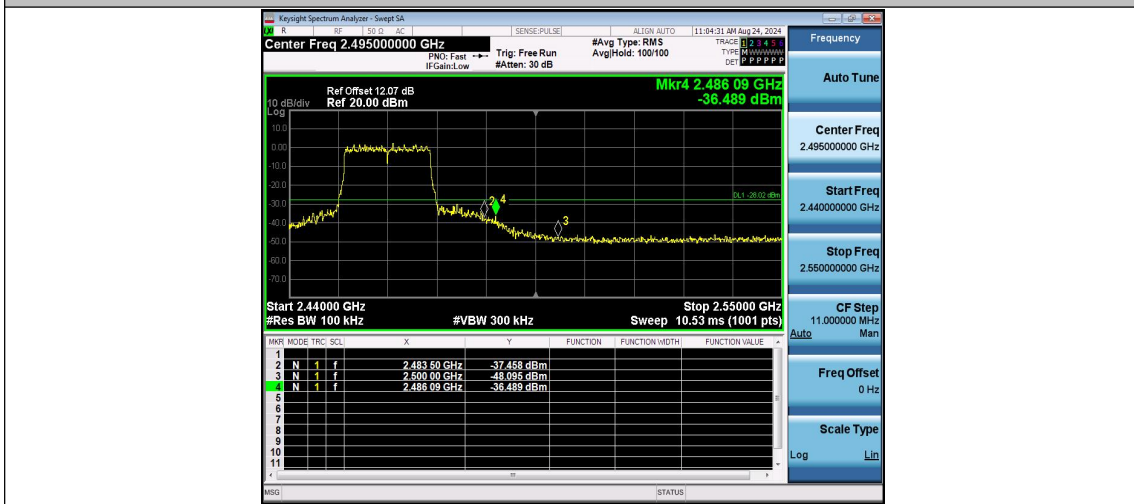 Keysight Spectrum Analyzer - Swept SA
R RF 50 Ω AC SENSE:PULSE ALIGN AUTO 11:04:31 AM Aug 24, 2024
Center Freq 2.495000000 GHz
PNO: Fast
IFGain:Low
Trig: Free Run
#Atten: 30 dB
#Avg Type: RMS
Avg|Hold: 100/100
TRACE 1 2 3 4 5 6
TYPE M W W W W W
DET P P P P P P
Mkr4 2.486 09 GHz
-36.489 dBm
Ref Offset 12.07 dB
10 dB/div Ref 20.00 dBm
Log
10.0
0.00
-10.0
-20.0
DL1 -28.02 dBm
-30.0
-40.0
-50.0
-60.0
-70.0
2 4
3
Start 2.44000 GHz Stop 2.55000 GHz
#Res BW 100 kHz #VBW 300 kHz Sweep 10.53 ms (1001 pts)
MKR MODE TRC SCL X Y FUNCTION FUNCTION WIDTH FUNCTION VALUE
1
2 N 1 f 2.483 50 GHz -37.458 dBm
3 N 1 f 2.500 00 GHz -48.095 dBm
4 N 1 f 2.486 09 GHz -36.489 dBm
5
6
7
8
9
10
11
MSG STATUS
Frequency
Auto Tune
Center Freq
2.495000000 GHz
Start Freq
2.440000000 GHz
Stop Freq
2.550000000 GHz
CF Step
11.000000 MHz
Auto Man
Freq Offset
0 Hz
Scale Type
Log Lin